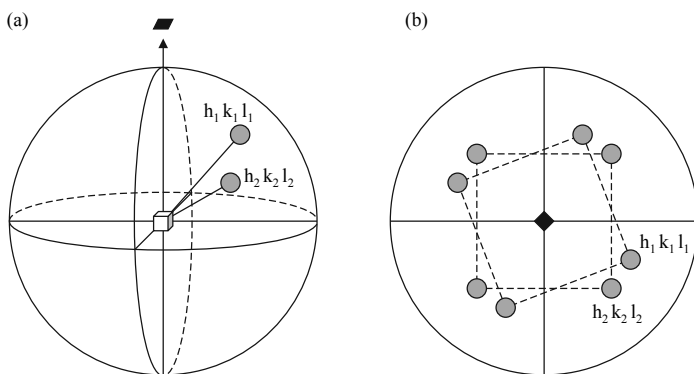 (a)
(b)
h₁ k₁ l₁
h₂ k₂ l₂
h₁ k₁ l₁
h₂ k₂ l₂